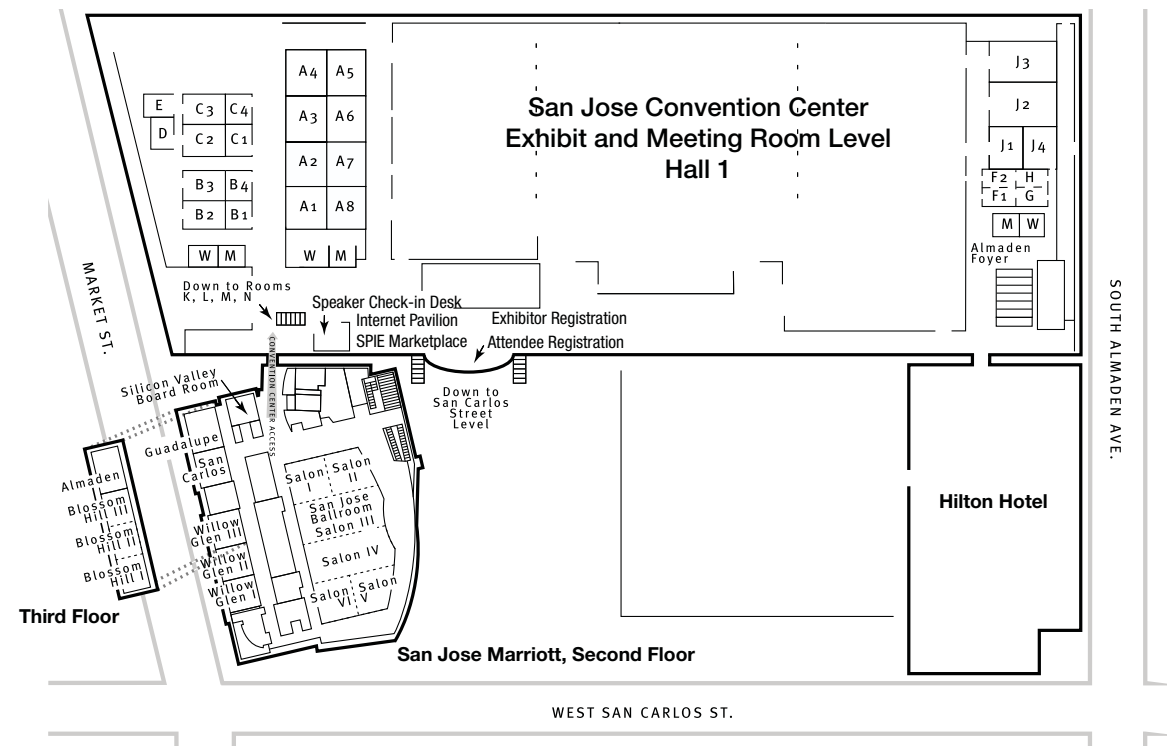 San Jose Convention Center
Exhibit and Meeting Room Level
Hall 1
A4 A5
A3 A6
A2 A7
A1 A8
W M
E
D
C3 C4
C2 C1
B3 B4
B2 B1
W M
J3
J2
J1 J4
F2 H
F1 G
M W
Almaden
Foyer
Down to Rooms
K, L, M, N
Speaker Check-in Desk
Internet Pavilion
SPIE Marketplace
Exhibitor Registration
Attendee Registration
Down to
San Carlos
Street
Level
MARKET ST.
SOUTH ALMADEN AVE.
CONVENTION CENTER ACCESS
Silicon Valley
Board Room
Guadalupe
San
Carlos
Willow
Glen III
Willow
Glen II
Willow
Glen I
Salon
I
Salon
II
San Jose
Ballroom
Salon III
Salon IV
Salon
VI
Salon
V
Almaden
Blossom
Hill III
Blossom
Hill II
Blossom
Hill I
Third Floor
San Jose Marriott, Second Floor
Hilton Hotel
WEST SAN CARLOS ST.